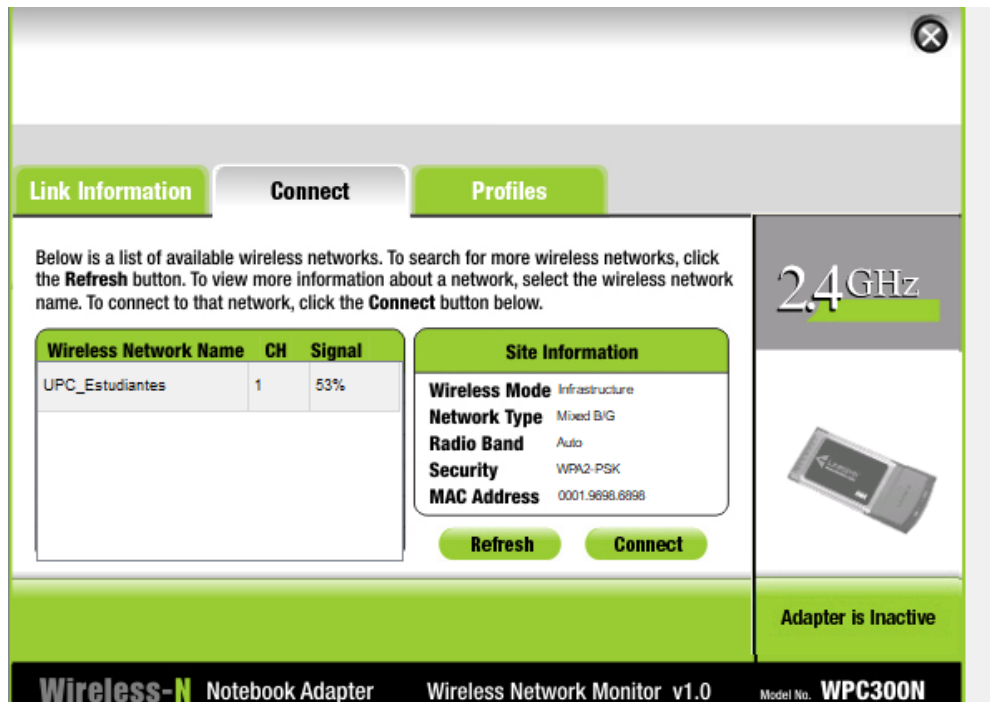 Link Information
Connect
Profiles
Below is a list of available wireless networks. To search for more wireless networks, click
the Refresh button. To view more information about a network, select the wireless network
name. To connect to that network, click the Connect button below.
2.4GHz
Wireless Network Name CH Signal
UPC_Estudiantes 1 53%
Site Information
Wireless Mode Infrastructure
Network Type Mixed B/G
Radio Band Auto
Security WPA2-PSK
MAC Address 0001.9698.6898
Refresh
Connect
Adapter is Inactive
Wireless-N Notebook Adapter Wireless Network Monitor v1.0 Model No. WPC300N